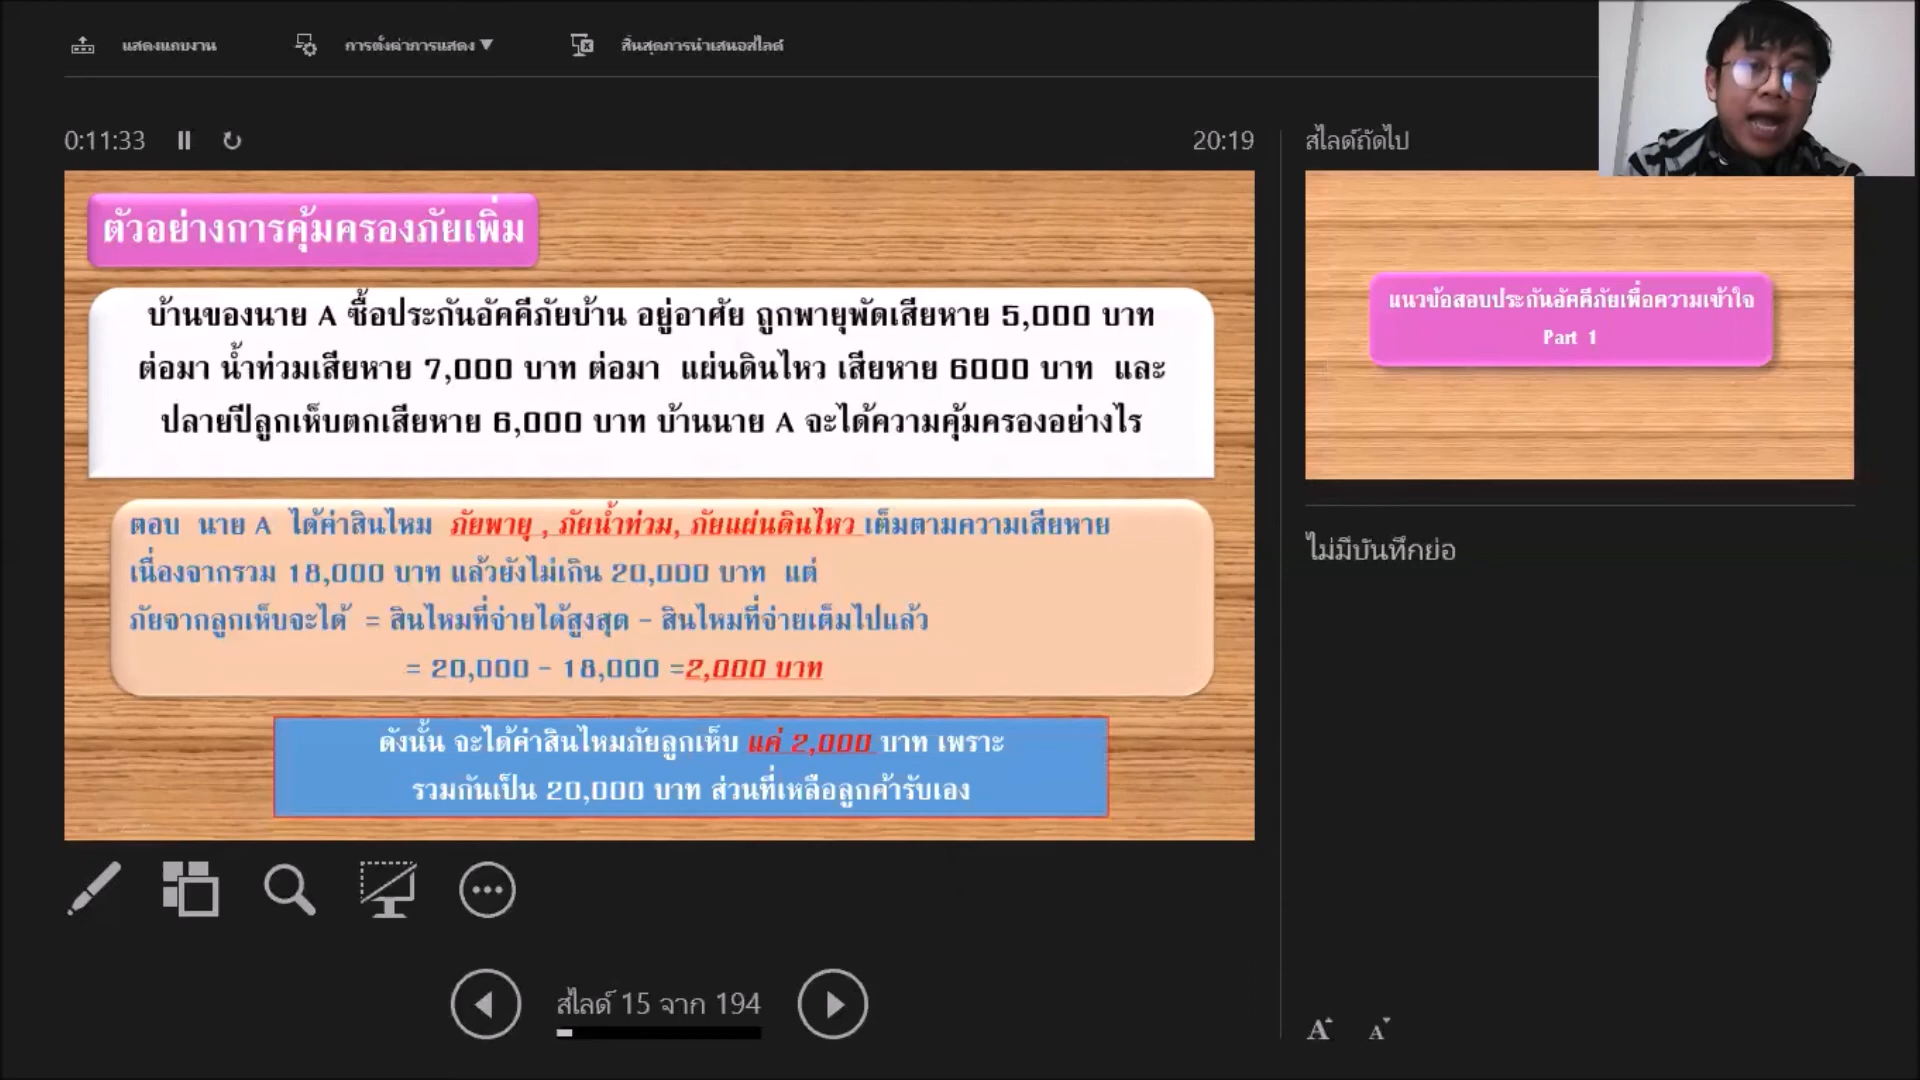 แสดงแถบงาน
การตั้งค่าการแสดง ▼
สิ้นสุดการนำเสนอสไลด์
0:11:33
20:19
สไลด์ถัดไป
ตัวอย่างการคุ้มครองภัยเพิ่ม
บ้านของนาย A ซื้อประกันอัคคีภัยบ้าน อยู่อาศัย ถูกพายุพัดเสียหาย 5,000 บาท
ต่อมา น้ำท่วมเสียหาย 7,000 บาท ต่อมา แผ่นดินไหว เสียหาย 6000 บาท และ
ปลายปีลูกเห็บตกเสียหาย 6,000 บาท บ้านนาย A จะได้ความคุ้มครองอย่างไร
ตอบ นาย A ได้ค่าสินไหม ภัยพายุ , ภัยน้ำท่วม, ภัยแผ่นดินไหว เต็มตามความเสียหาย
เนื่องจากรวม 18,000 บาท แล้วยังไม่เกิน 20,000 บาท แต่
ภัยจากลูกเห็บจะได้ = สินไหมที่จ่ายได้สูงสุด - สินไหมที่จ่ายเต็มไปแล้ว
= 20,000 - 18,000 =2,000 บาท
ดังนั้น จะได้ค่าสินไหมภัยลูกเห็บ แค่ 2,000 บาท เพราะ
รวมกันเป็น 20,000 บาท ส่วนที่เหลือลูกค้ารับเอง
แนวข้อสอบประกันอัคคีภัยเพื่อความเข้าใจ
Part 1
ไม่มีบันทึกย่อ
สไลด์ 15 จาก 194
A A